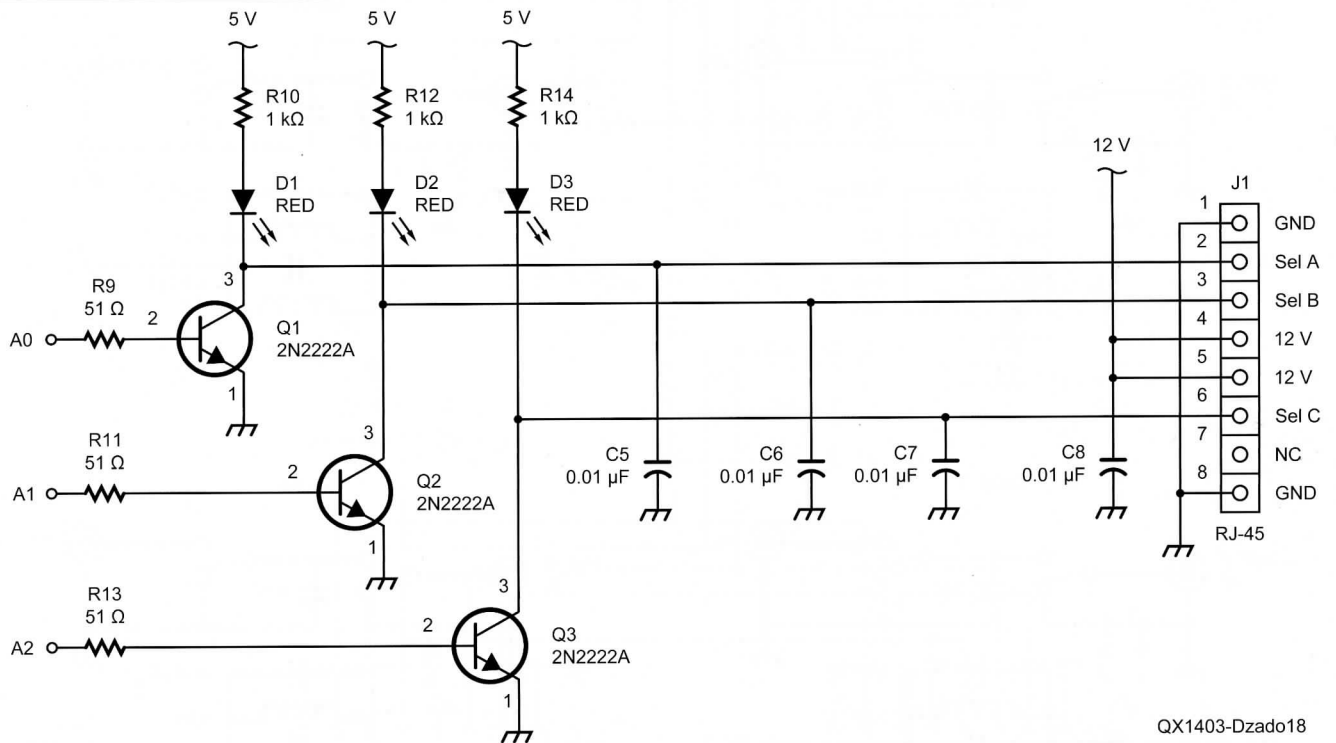 5 V
5 V
5 V
R10
1 kΩ
R12
1 kΩ
R14
1 kΩ
12 V
D1
RED
D2
RED
D3
RED
J1
1
GND
2
Sel A
3
Sel B
4
12 V
5
12 V
6
Sel C
7
NC
8
GND
RJ-45
R9
51 Ω
A0
2
3
Q1
2N2222A
1
R11
51 Ω
A1
2
3
Q2
2N2222A
1
C5
0.01 µF
C6
0.01 µF
C7
0.01 µF
C8
0.01 µF
R13
51 Ω
A2
2
3
Q3
2N2222A
1
QX1403-Dzado18